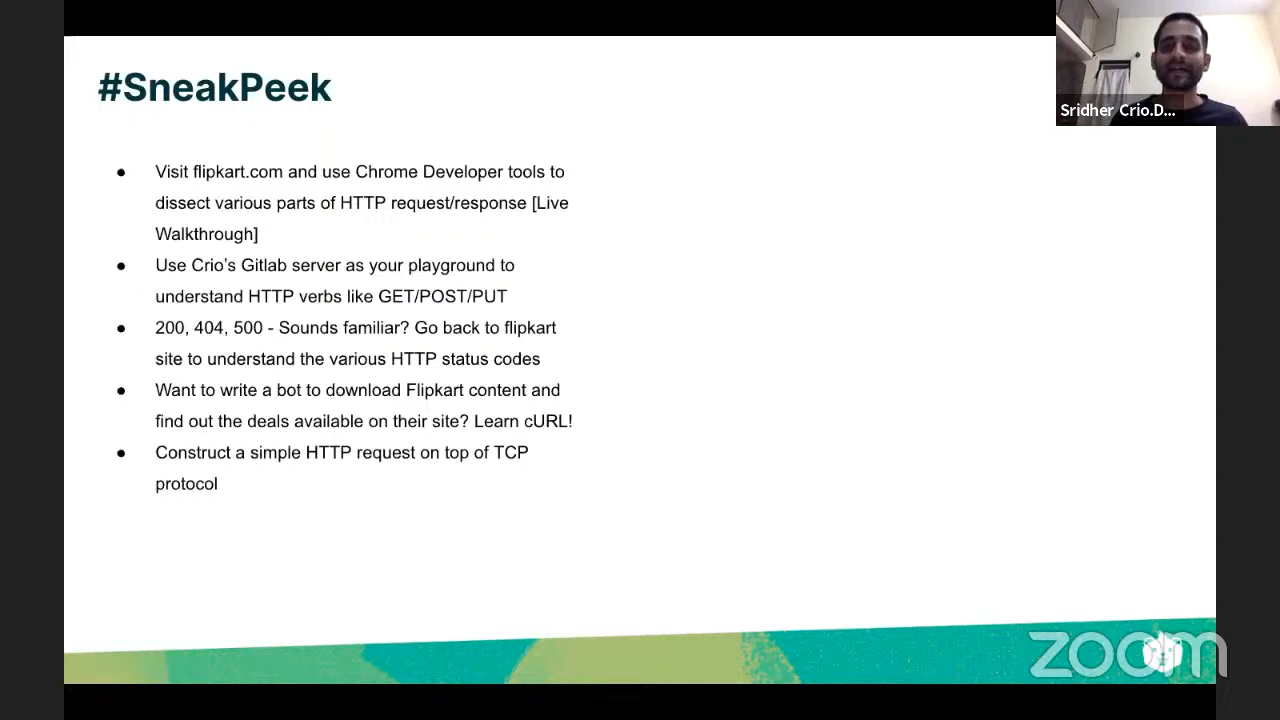 #SneakPeek
Sridher Crio.D...
● Visit flipkart.com and use Chrome Developer tools to
dissect various parts of HTTP request/response [Live
Walkthrough]
● Use Crio’s Gitlab server as your playground to
understand HTTP verbs like GET/POST/PUT
● 200, 404, 500 - Sounds familiar? Go back to flipkart
site to understand the various HTTP status codes
● Want to write a bot to download Flipkart content and
find out the deals available on their site? Learn cURL!
● Construct a simple HTTP request on top of TCP
protocol
zoom